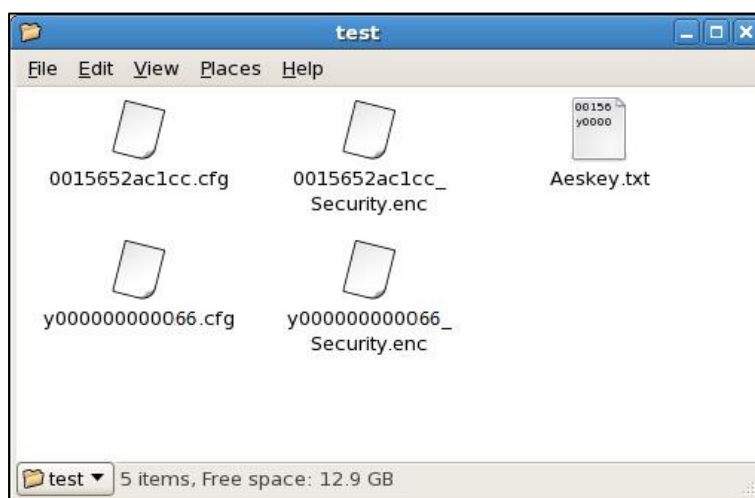 test
File Edit View Places Help
00156
y0000
0015652ac1cc.cfg
0015652ac1cc_
Security.enc
Aeskey.txt
y000000000066.cfg
y000000000066_
Security.enc
test 5 items, Free space: 12.9 GB